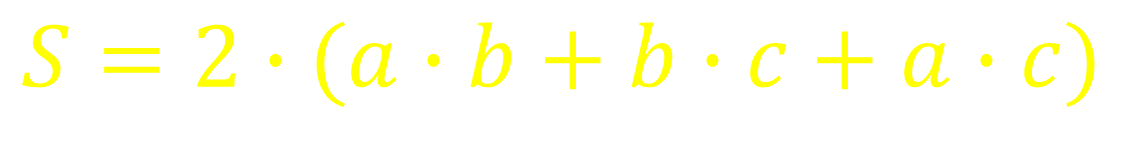 S = 2 · (a · b + b · c + a · c)